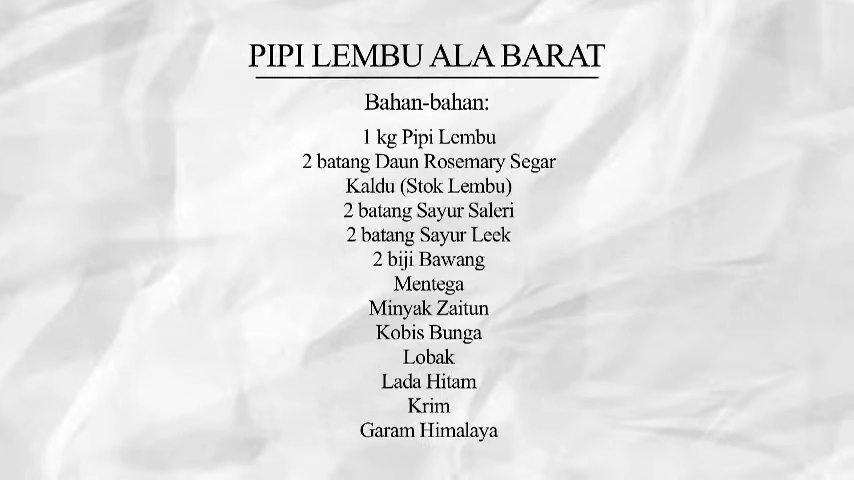 PIPI LEMBU ALA BARAT
Bahan-bahan:
1 kg Pipi Lembu
2 batang Daun Rosemary Segar
Kaldu (Stok Lembu)
2 batang Sayur Saleri
2 batang Sayur Leek
2 biji Bawang
Mentega
Minyak Zaitun
Kobis Bunga
Lobak
Lada Hitam
Krim
Garam Himalaya